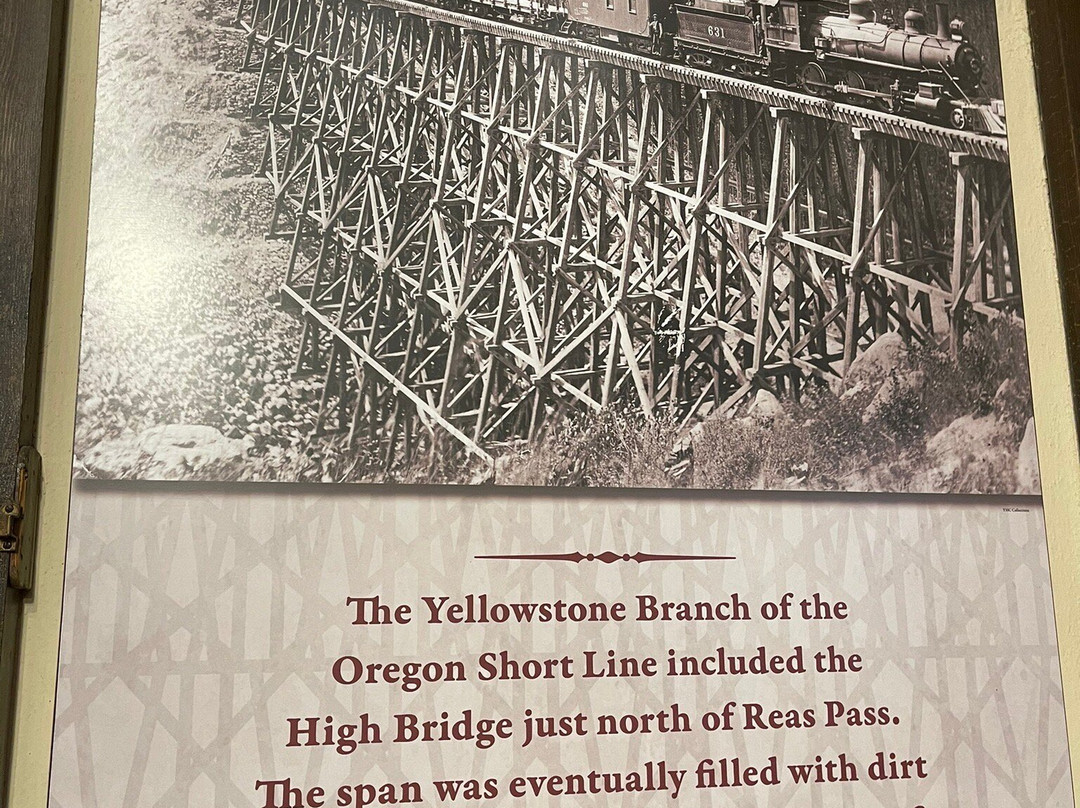 631
The Yellowstone Branch of the
Oregon Short Line included the
High Bridge just north of Reas Pass.
The span was eventually filled with dirt